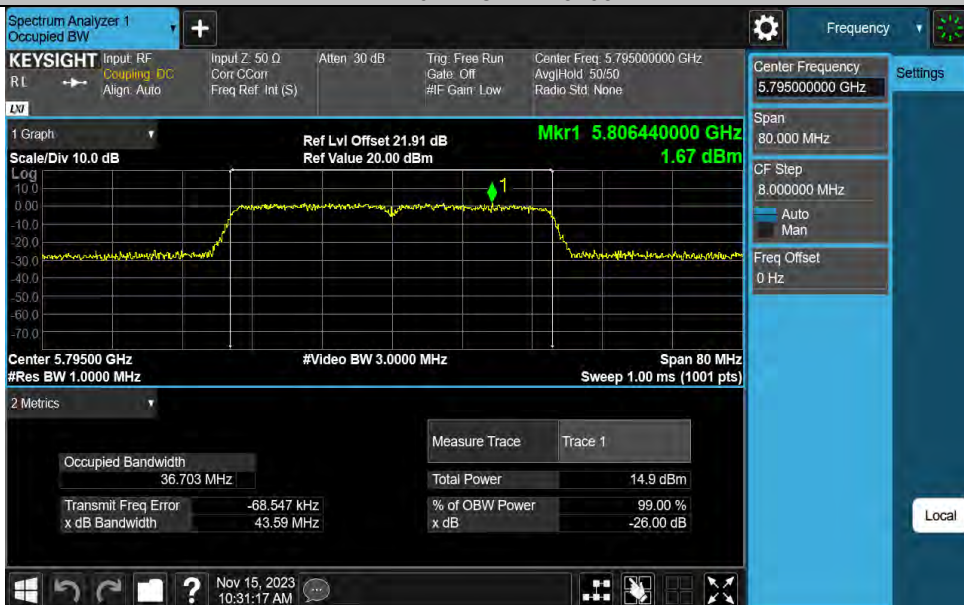 Spectrum Analyzer 1
Occupied BW
+
Frequency
KEYSIGHT
Input: RF
Coupling: DC
Align: Auto
Input Z: 50 Ω
Corr CCorr
Freq Ref: Int (S)
Atten: 30 dB
Trig: Free Run
Gate: Off
#IF Gain: Low
Center Freq: 5.795000000 GHz
Avg|Hold: 50/50
Radio Std: None
RL
LXI
Center Frequency
5.795000000 GHz
Settings
Span
80.000 MHz
CF Step
8.000000 MHz
Auto
Man
Freq Offset
0 Hz
Local
1 Graph
Scale/Div 10.0 dB
Ref Lvl Offset 21.91 dB
Ref Value 20.00 dBm
Mkr1 5.806440000 GHz
1.67 dBm
Log
10.0
0.00
-10.0
-20.0
-30.0
-40.0
-50.0
-60.0
-70.0
1
Center 5.79500 GHz
#Video BW 3.0000 MHz
Span 80 MHz
#Res BW 1.0000 MHz
Sweep 1.00 ms (1001 pts)
2 Metrics
Measure Trace Trace 1
Occupied Bandwidth
36.703 MHz
Total Power 14.9 dBm
Transmit Freq Error -68.547 kHz
% of OBW Power 99.00 %
x dB Bandwidth 43.59 MHz
x dB -26.00 dB
?
Nov 15, 2023
10:31:17 AM